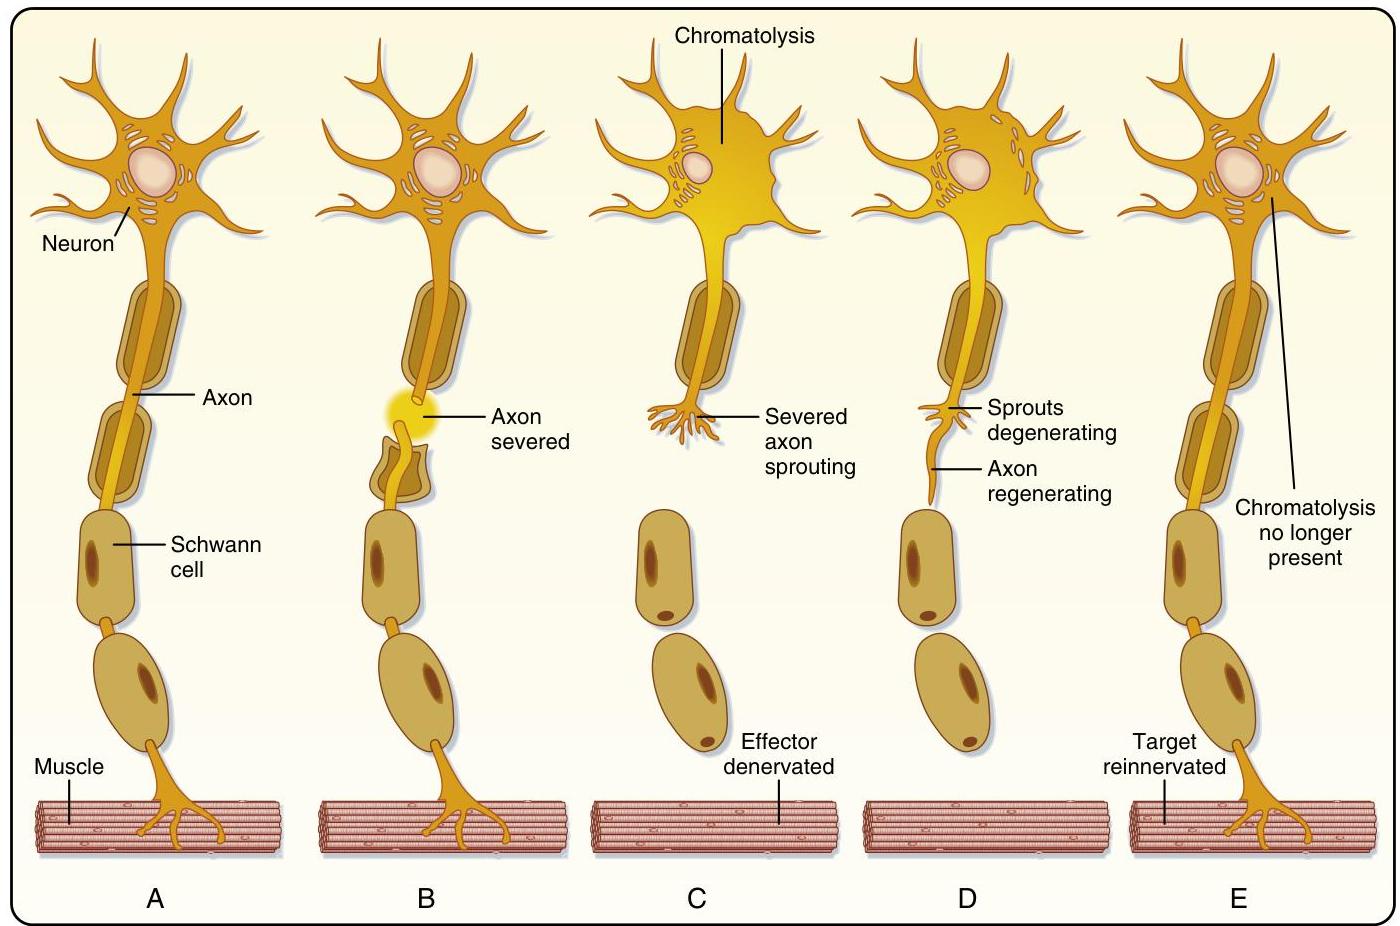 Chromatolysis
Neuron
Axon
Schwann
cell
Muscle
Axon
severed
Severed
axon
sprouting
Effector
denervated
Sprouts
degenerating
Axon
regenerating
Chromatolysis
no longer
present
Target
reinnervated
A
B
C
D
E